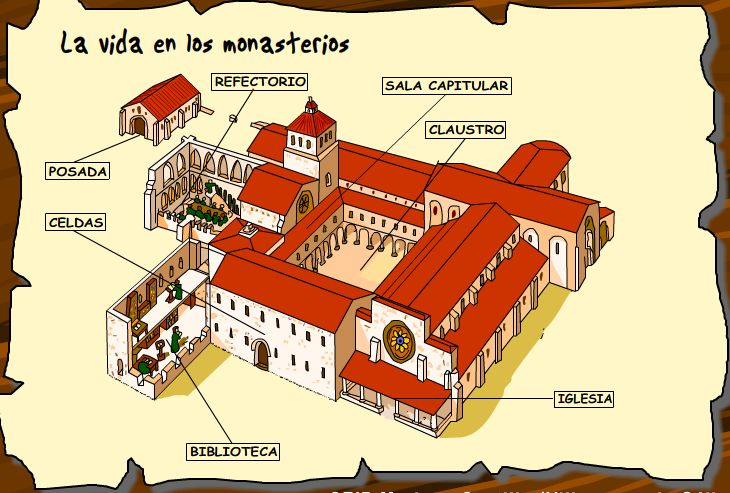 La vida en los monasterios
REFECTORIO
SALA CAPITULAR
CLAUSTRO
POSADA
CELDAS
IGLESIA
BIBLIOTECA